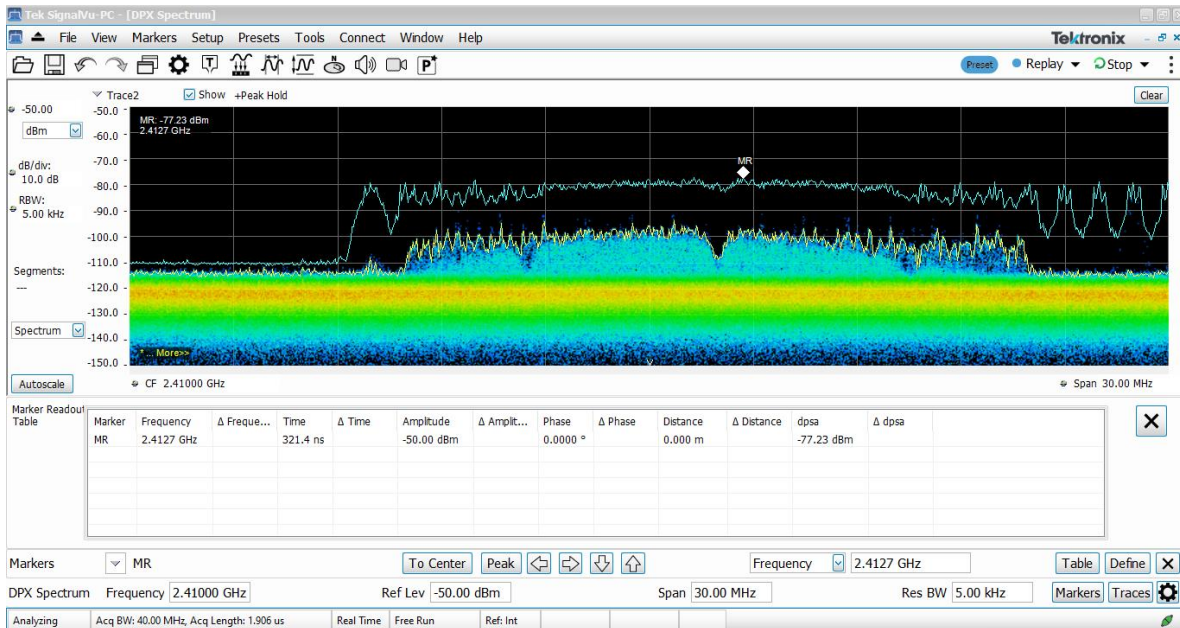 Tek SignalVu-PC - [DPX Spectrum]
File View Markers Setup Presets Tools Connect Window Help
Tektronix
T N P* Preset Replay Stop
Trace2 Show +Peak Hold Clear
-50.00
dBm
dB/div:
10.0 dB
RBW:
5.00 kHz
Segments:
---
Spectrum
Autoscale
-50.0
-60.0
-70.0
-80.0
-90.0
-100.0
-110.0
-120.0
-130.0
-140.0
-150.0
MR: -77.23 dBm
2.4127 GHz
MR
* ... More>>
CF 2.41000 GHz Span 30.00 MHz
Marker Readout
Table
Marker Frequency Δ Freque... Time Δ Time Amplitude Δ Amplit... Phase Δ Phase Distance Δ Distance dpsa Δ dpsa
MR 2.4127 GHz 321.4 ns -50.00 dBm 0.0000 ° 0.000 m -77.23 dBm
Markers MR To Center Peak Frequency 2.4127 GHz Table Define
DPX Spectrum Frequency 2.41000 GHz Ref Lev -50.00 dBm Span 30.00 MHz Res BW 5.00 kHz Markers Traces
Analyzing Acq BW: 40.00 MHz, Acq Length: 1.906 us Real Time Free Run Ref: Int